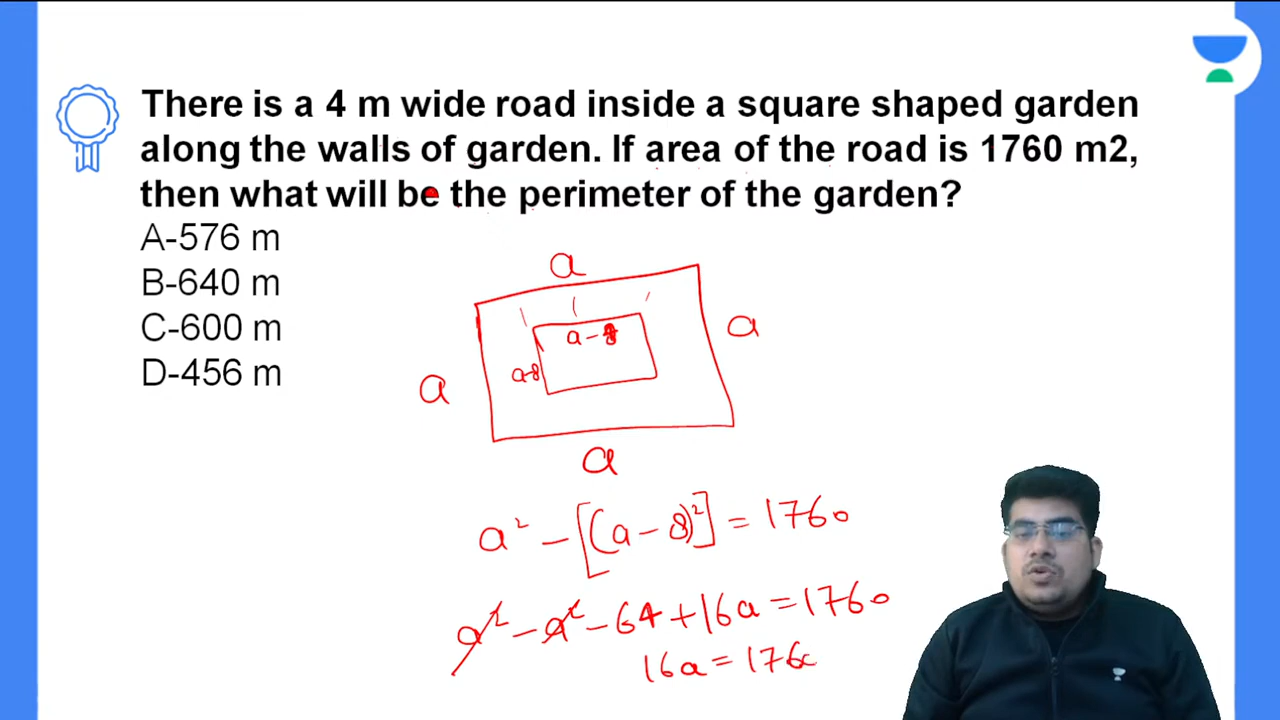 There is a 4 m wide road inside a square shaped garden
along the walls of garden. If area of the road is 1760 m2,
then what will be the perimeter of the garden?
A-576 m
B-640 m
C-600 m
D-456 m
a
a-8
a
a-8
a
a
a² - [(a-8)²] = 1760
a² - a² - 64 + 16a = 1760
16a = 176